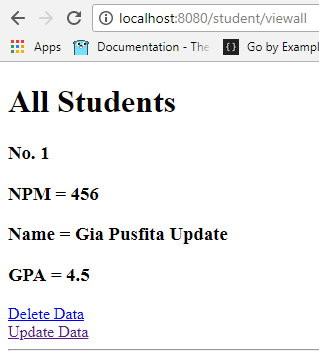 localhost:8080/student/viewall
Apps Documentation - The Go by Exampl
All Students
No. 1
NPM = 456
Name = Gia Pusfita Update
GPA = 4.5
Delete Data
Update Data